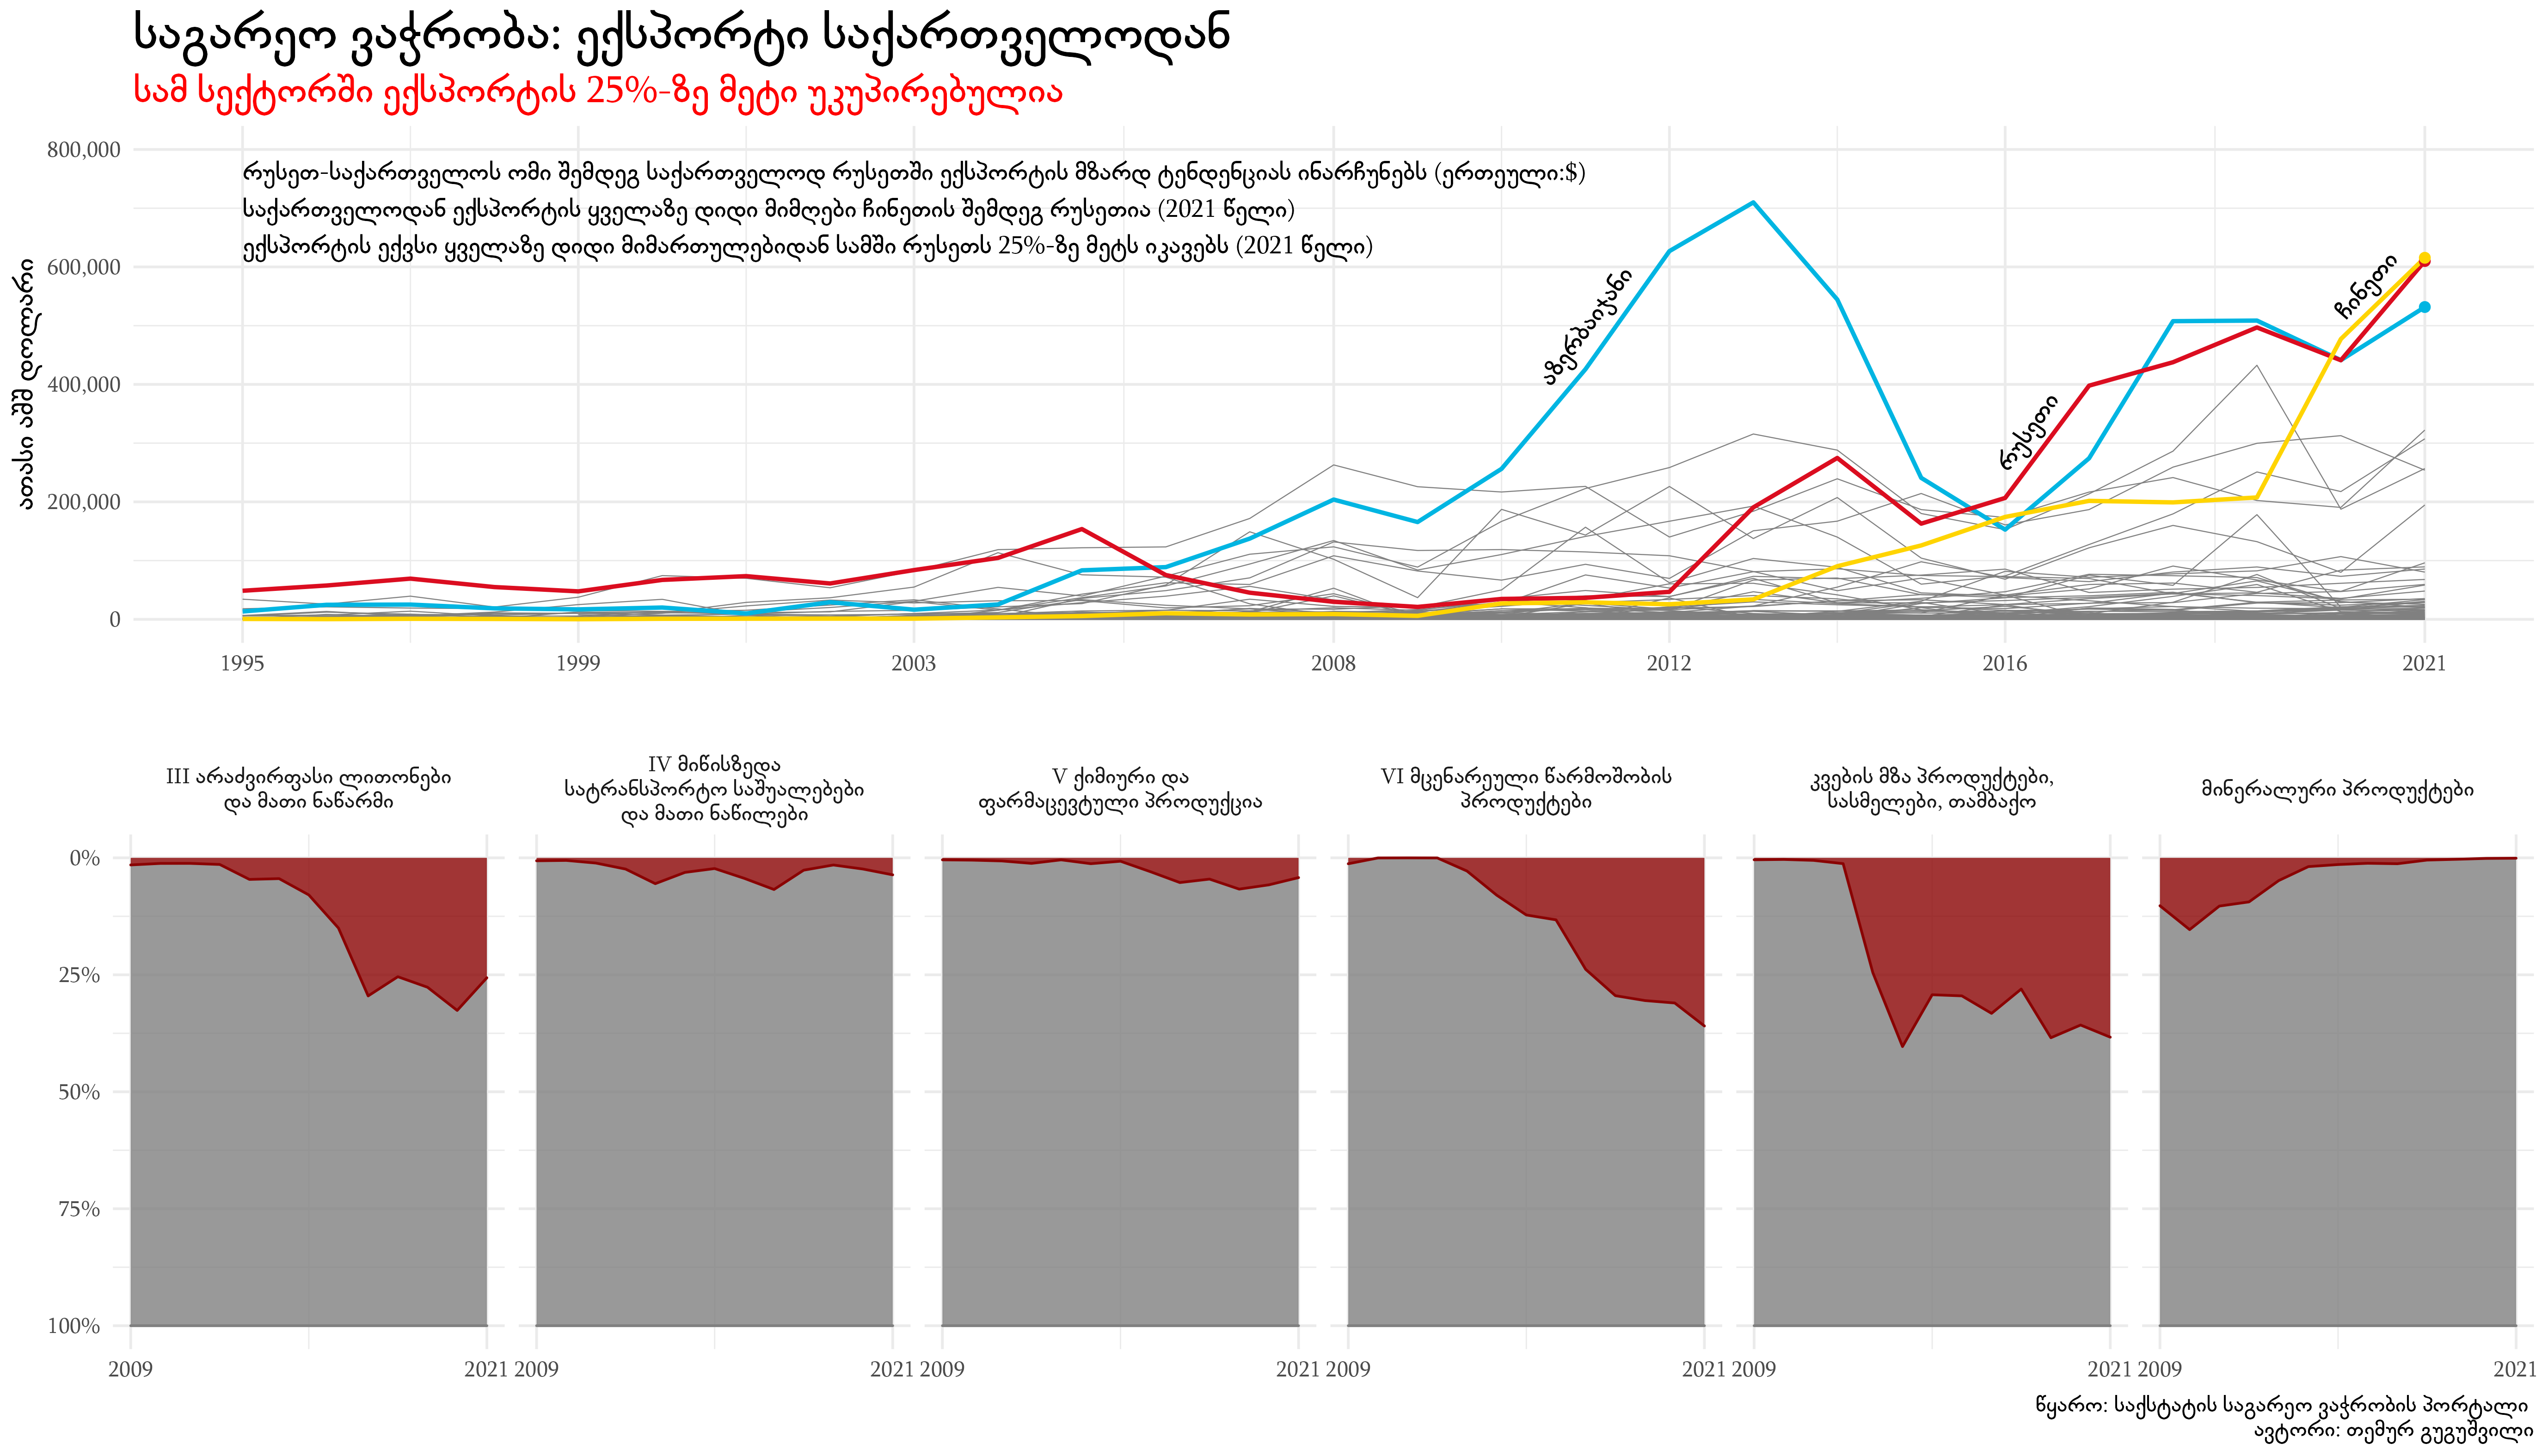 საგარეო ვაჭრობა: ექსპორტი საქართველოდან
სამ სექტორში ექსპორტის 25%-ზე მეტი უკუპირებულია
ათასი აშშ დოლარი
800,000
600,000
400,000
200,000
0
რუსეთ-საქართველოს ომი შემდეგ საქართველოდ რუსეთში ექსპორტის მზარდ ტენდენციას ინარჩუნებს (ერთეული:$)
საქართველოდან ექსპორტის ყველაზე დიდი მიმღები ჩინეთის შემდეგ რუსეთია (2021 წელი)
ექსპორტის ექვსი ყველაზე დიდი მიმართულებიდან სამში რუსეთს 25%-ზე მეტს იკავებს (2021 წელი)
აზერბაიჯანი
რუსეთი
ჩინეთი
1995 1999 2003 2008 2012 2016 2021
III არაძვირფასი ლითონები
და მათი ნაწარმი
IV მიწისზედა
სატრანსპორტო საშუალებები
და მათი ნაწილები
V ქიმიური და
ფარმაცევტული პროდუქცია
VI მცენარეული წარმოშობის
პროდუქტები
კვების მზა პროდუქტები,
სასმელები, თამბაქო
მინერალური პროდუქტები
0%
25%
50%
75%
100%
2009 2021 2009 2021 2009 2021 2009 2021 2009 2021 2009 2021
წყარო: საქსტატის საგარეო ვაჭრობის პორტალი
ავტორი: თემურ გუგუშვილი